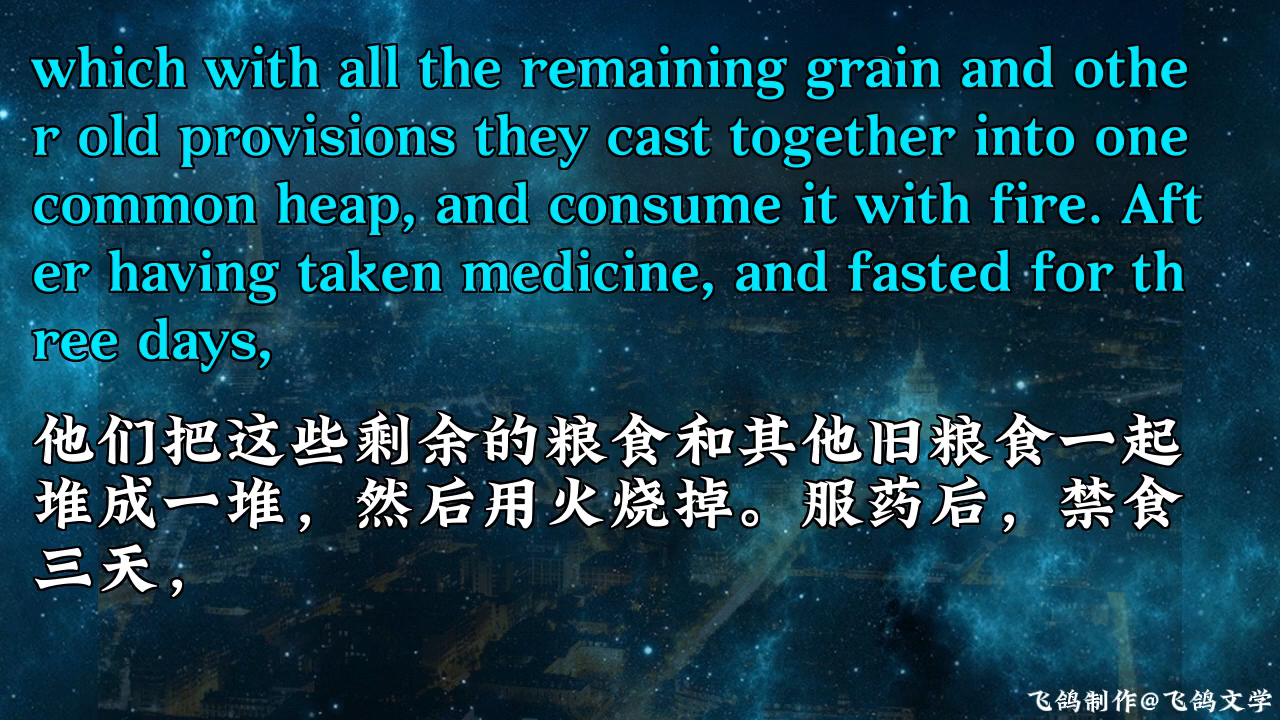 which with all the remaining grain and othe
r old provisions they cast together into one
common heap, and consume it with fire. Aft
er having taken medicine, and fasted for th
ree days,
他们把这些剩余的粮食和其他旧粮食一起
堆成一堆，然后用火烧掉。服药后，禁食
三天，
飞鸽制作@飞鸽文学